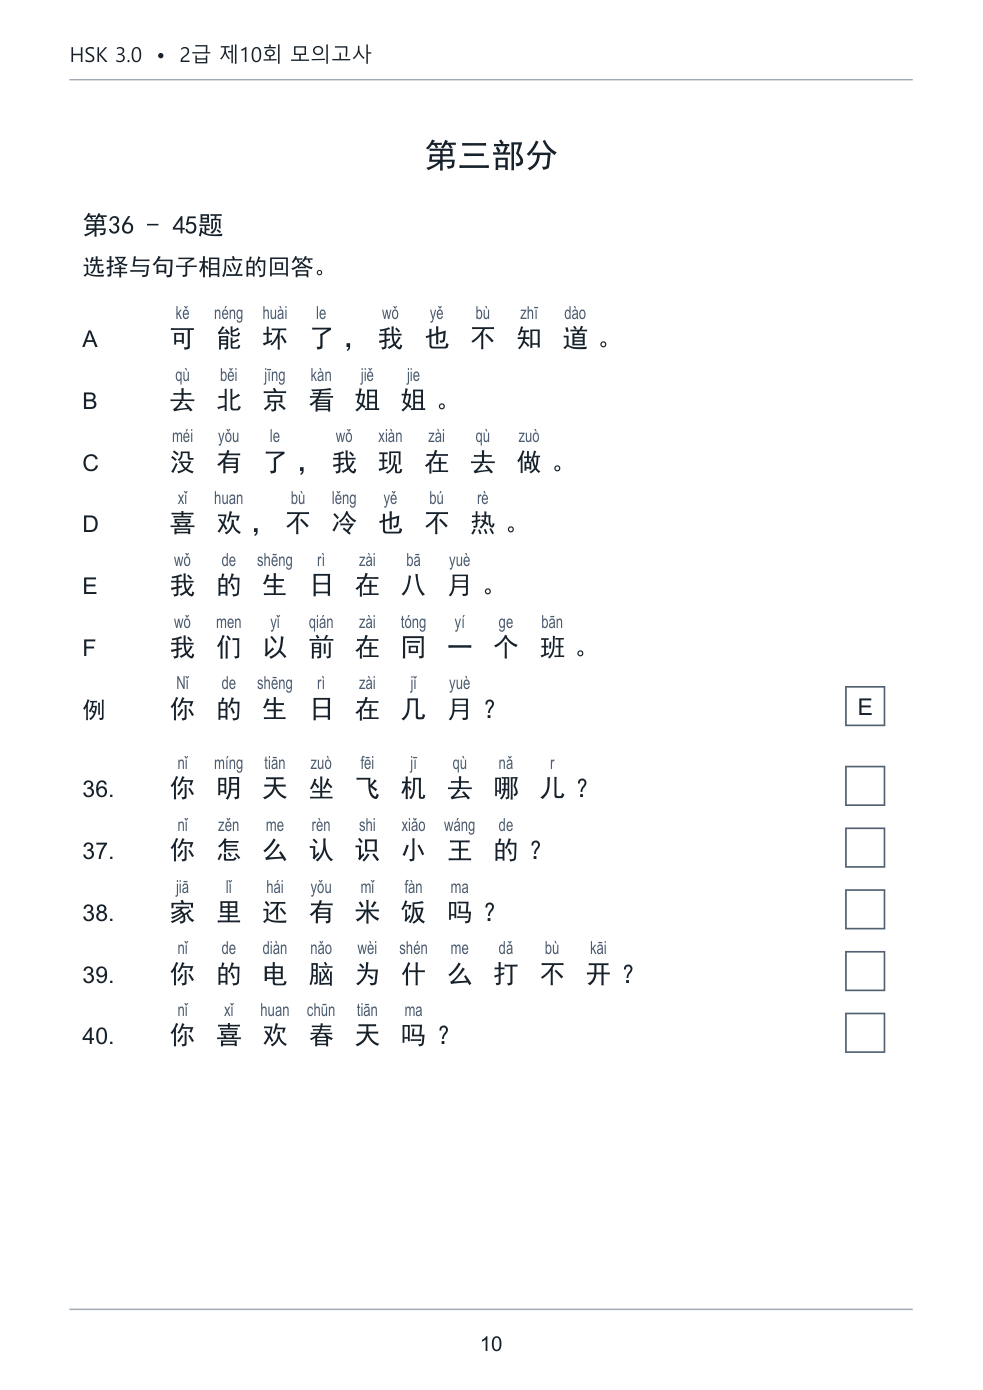 HSK 3.0 • 2급 제10회 모의고사
第三部分
第36 － 45题
选择与句子相应的回答。
kě néng huài le wǒ yě bù zhī dào
A 可能坏了，我也不知道。
qù běi jīng kàn jiě jie
B 去北京看姐姐。
méi yǒu le wǒ xiàn zài qù zuò
C 没有了，我现在去做。
xǐ huan bù lěng yě bú rè
D 喜欢，不冷也不热。
wǒ de shēng rì zài bā yuè
E 我的生日在八月。
wǒ men yǐ qián zài tóng yí ge bān
F 我们以前在同一个班。
Nǐ de shēng rì zài jǐ yuè
例 你的生日在几月？ E
nǐ míng tiān zuò fēi jī qù nǎ r
36. 你明天坐飞机去哪儿？
nǐ zěn me rèn shi xiǎo wáng de
37. 你怎么认识小王的？
jiā lǐ hái yǒu mǐ fàn ma
38. 家里还有米饭吗？
nǐ de diàn nǎo wèi shén me dǎ bù kāi
39. 你的电脑为什么打不开？
nǐ xǐ huan chūn tiān ma
40. 你喜欢春天吗？
10